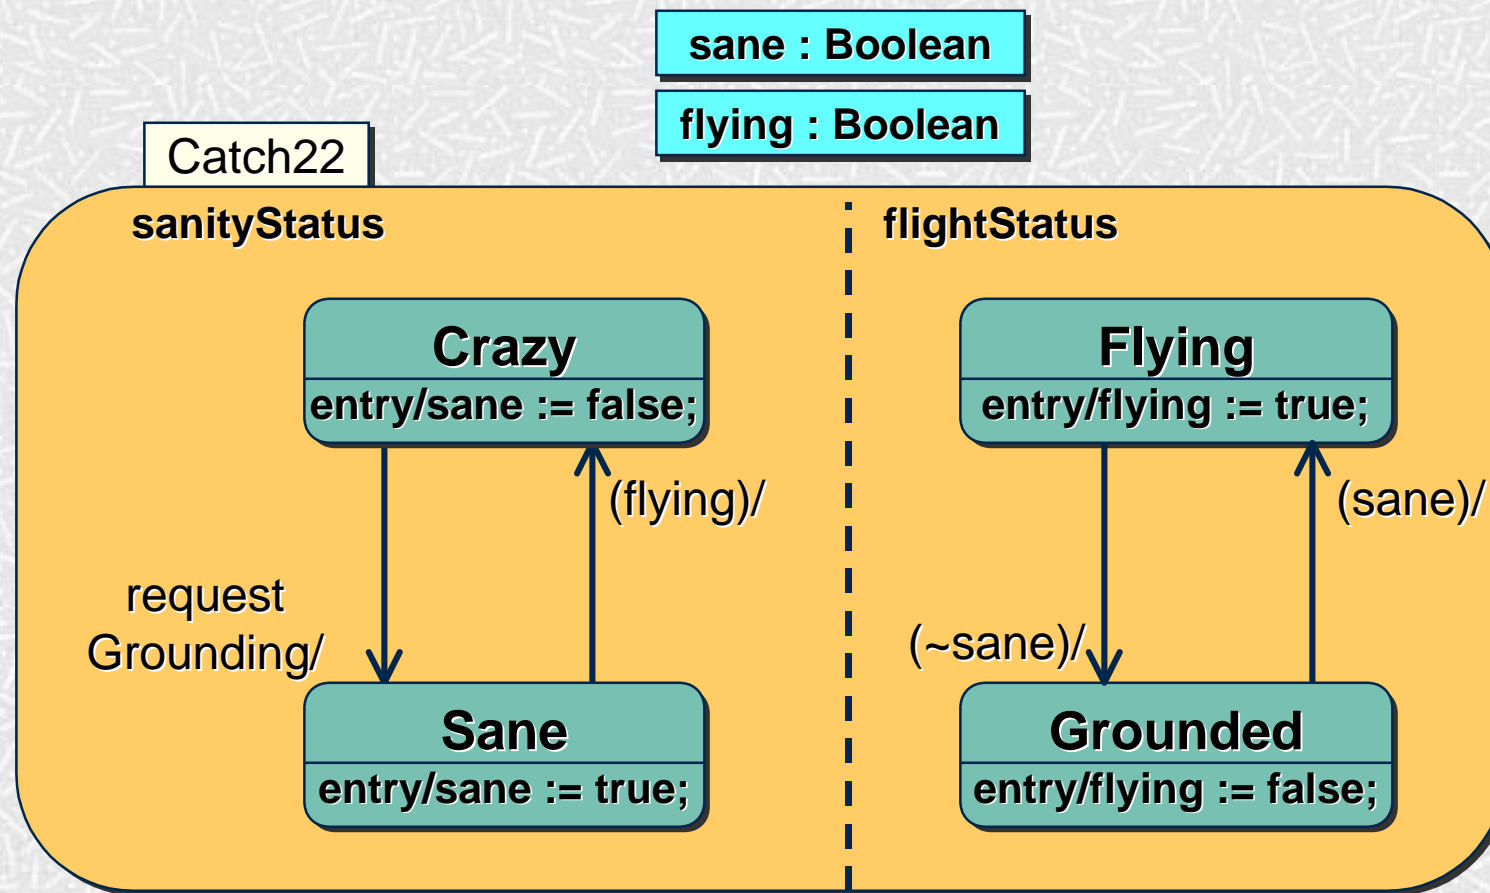 sane : Boolean
flying : Boolean
Catch22
sanityStatus
flightStatus
Crazy
entry/sane := false;
Flying
entry/flying := true;
(flying)/
(sane)/
request
Grounding/
(~sane)/
Sane
entry/sane := true;
Grounded
entry/flying := false;